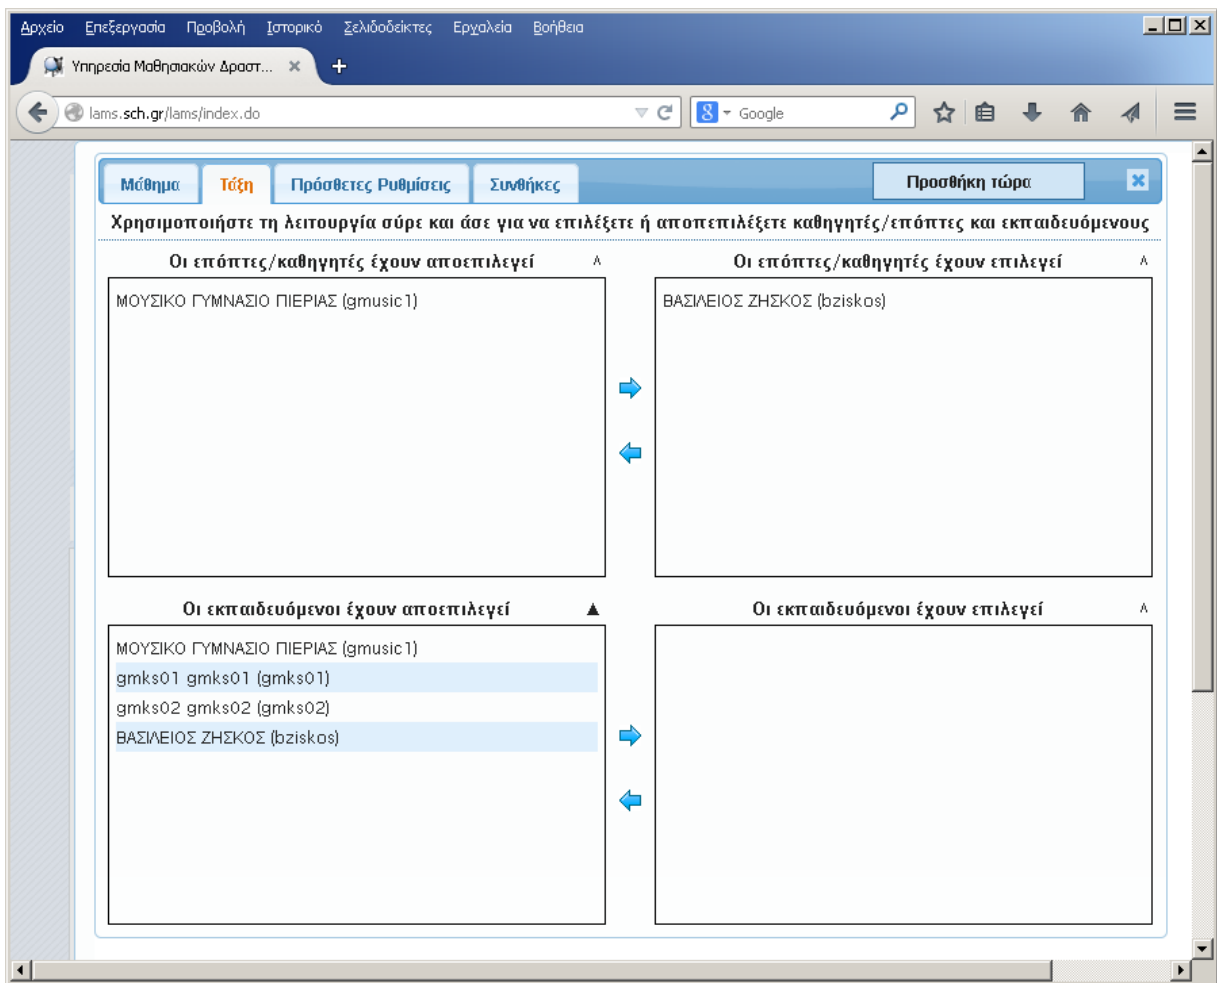 Αρχείο Επεξεργασία Προβολή Ιστορικό Σελιδοδείκτες Εργαλεία Βοήθεια
Υπηρεσία Μαθησιακών Δραστ...
lams.sch.gr/lams/index.do
Google
Μάθημα Τάξη Πρόσθετες Ρυθμίσεις Συνθήκες Προσθήκη τώρα
Χρησιμοποιήστε τη λειτουργία σύρε και άσε για να επιλέξετε ή αποτεπιλέξετε καθηγητές/επόπτες και εκπαιδευόμενους
Οι επόπτες/καθηγητές έχουν αποεπιλεγεί
ΜΟΥΣΙΚΟ ΓΥΜΝΑΣΙΟ ΠΙΕΡΙΑΣ (gmusic1)
Οι επόπτες/καθηγητές έχουν επιλεγεί
ΒΑΣΙΛΕΙΟΣ ΖΗΣΚΟΣ (bziskos)
Οι εκπαιδευόμενοι έχουν αποεπιλεγεί
ΜΟΥΣΙΚΟ ΓΥΜΝΑΣΙΟ ΠΙΕΡΙΑΣ (gmusic1)
gmks01 gmks01 (gmks01)
gmks02 gmks02 (gmks02)
ΒΑΣΙΛΕΙΟΣ ΖΗΣΚΟΣ (bziskos)
Οι εκπαιδευόμενοι έχουν επιλεγεί